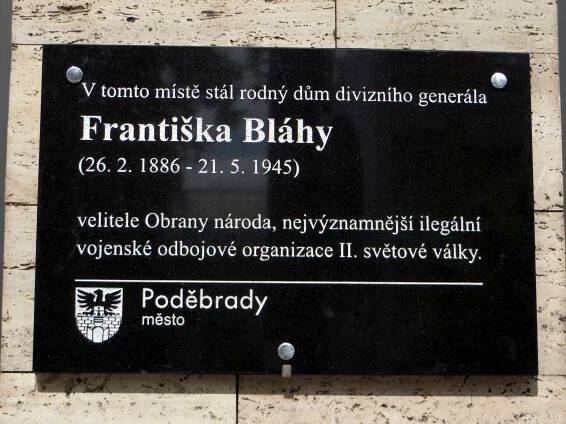 V tomto místě stál rodný dům divizního generála
Františka Bláhy
(26. 2. 1886 - 21. 5. 1945)
velitele Obrany národa, nejvýznamnější ilegální
vojenské odbojové organizace II. světové války.
Poděbrady
město